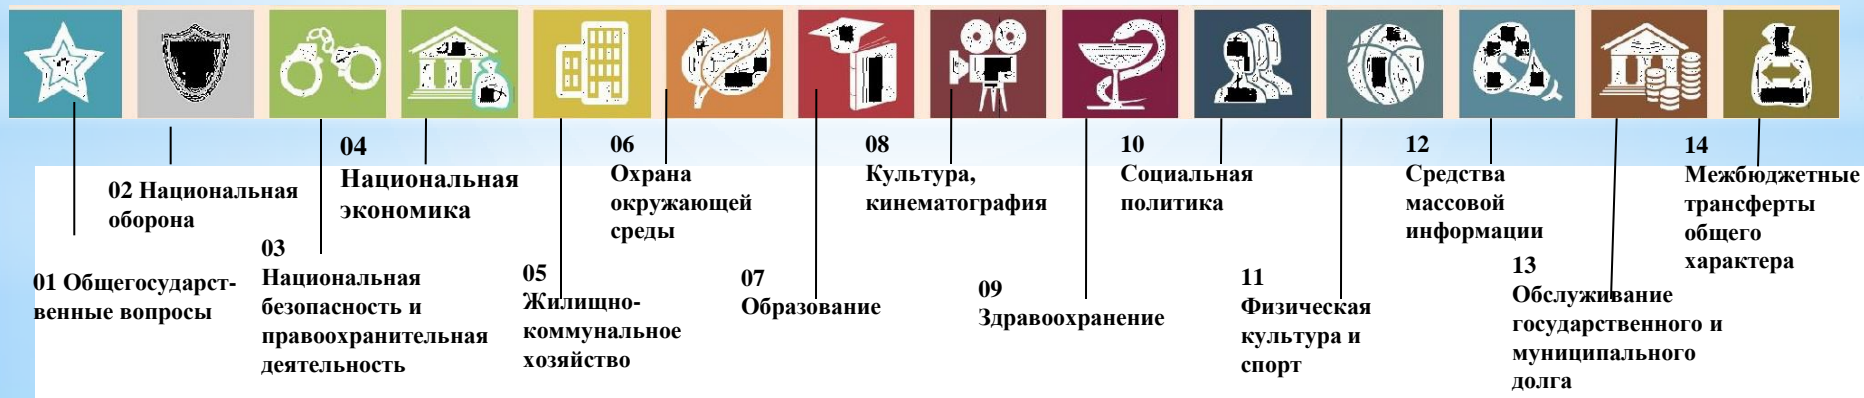 01 Общегосударст-
венные вопросы
02 Национальная
оборона
03
Национальная
безопасность и
правоохранительная
деятельность
04
Национальная
экономика
05
Жилищно-
коммунальное
хозяйство
06
Охрана
окружающей
среды
07
Образование
08
Культура,
кинематография
09
Здравоохранение
10
Социальная
политика
11
Физическая
культура и
спорт
12
Средства
массовой
информации
13
Обслуживание
государственного и
муниципального
долга
14
Межбюджетные
трансферты
общего
характера